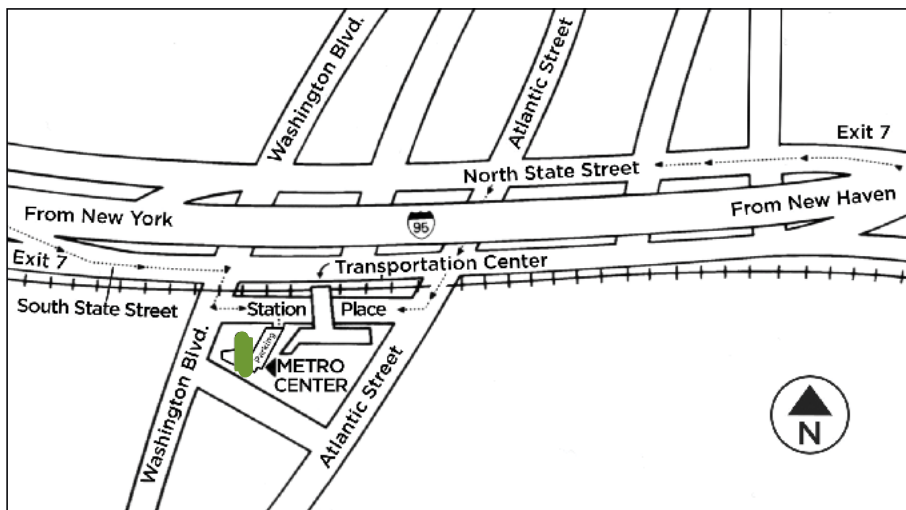 Washington Blvd.
Atlantic Street
Exit 7
North State Street
From New Haven
From New York
95
Exit 7
Transportation Center
South State Street
Station Place
Parking
METRO
CENTER
Washington Blvd.
Atlantic Street
N